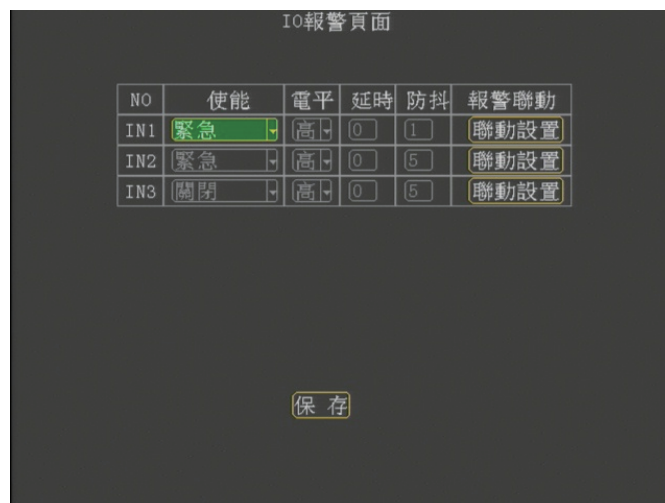 IO報警頁面
NO 使能 電平 延時 防抖 報警聯動
IN1 緊急 高 0 1 聯動設置
IN2 緊急 高 0 5 聯動設置
IN3 關閉 高 0 5 聯動設置
保 存